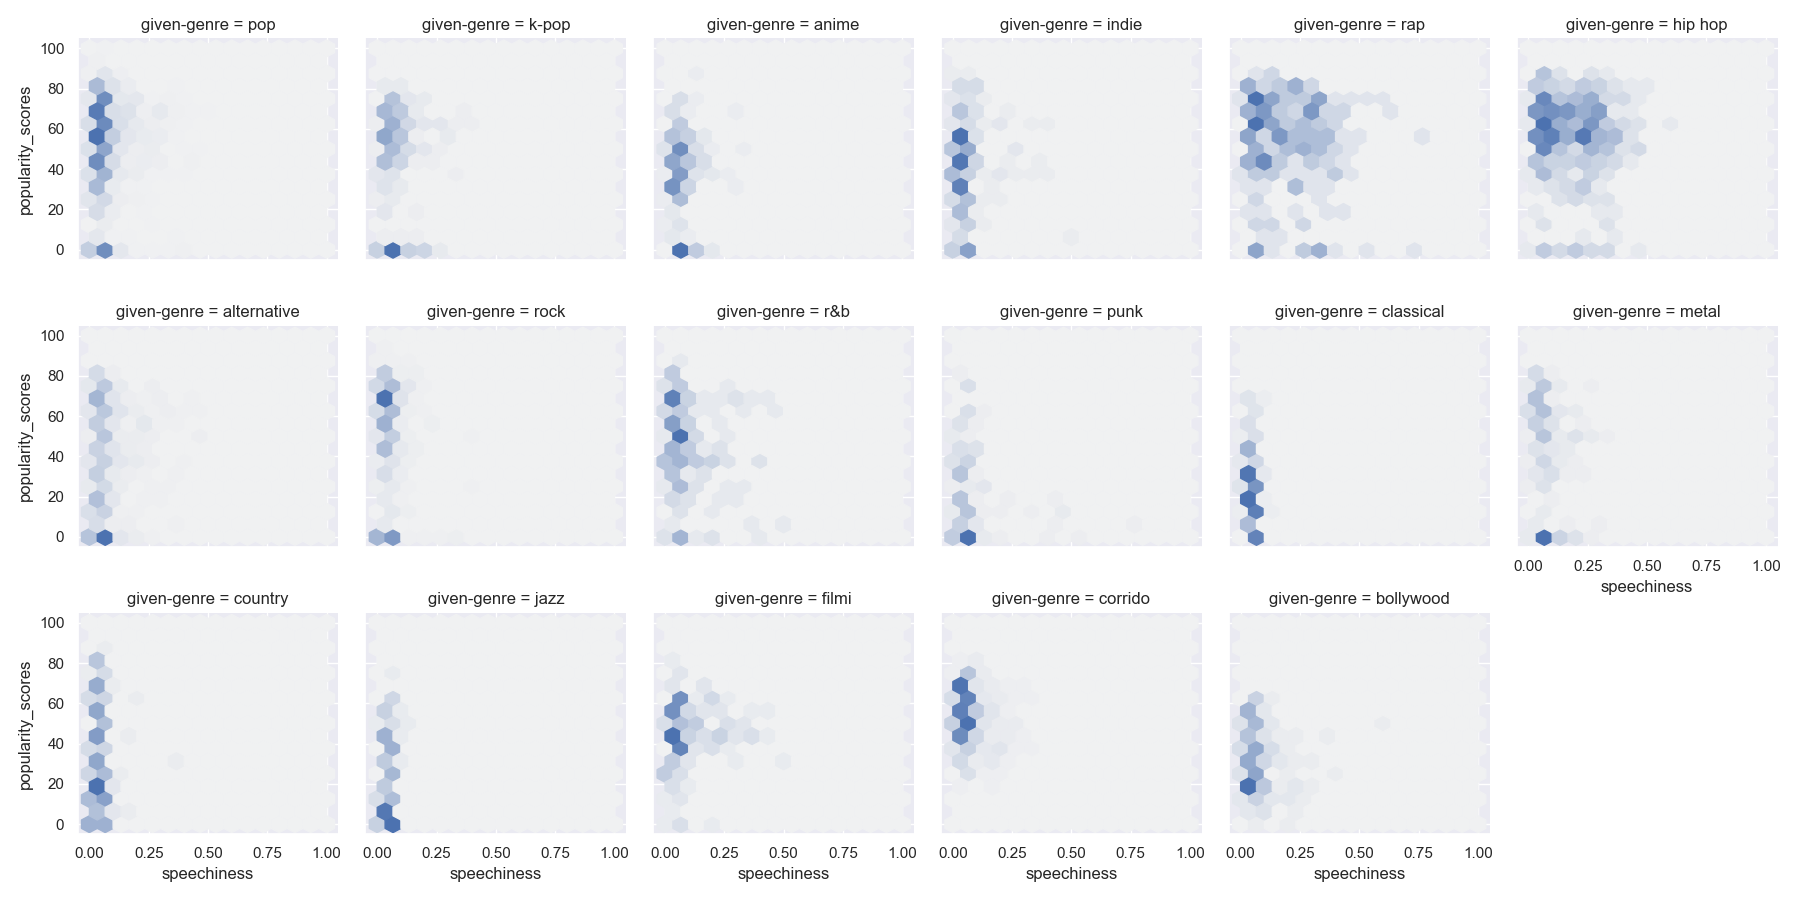 given-genre = pop
given-genre = k-pop
given-genre = anime
given-genre = indie
given-genre = rap
given-genre = hip hop
popularity_scores
100
80
60
40
20
0
given-genre = alternative
given-genre = rock
given-genre = r&b
given-genre = punk
given-genre = classical
given-genre = metal
popularity_scores
100
80
60
40
20
0
0.00 0.25 0.50 0.75 1.00
speechiness
given-genre = country
given-genre = jazz
given-genre = filmi
given-genre = corrido
given-genre = bollywood
popularity_scores
100
80
60
40
20
0
0.00 0.25 0.50 0.75 1.00
speechiness
0.00 0.25 0.50 0.75 1.00
speechiness
0.00 0.25 0.50 0.75 1.00
speechiness
0.00 0.25 0.50 0.75 1.00
speechiness
0.00 0.25 0.50 0.75 1.00
speechiness